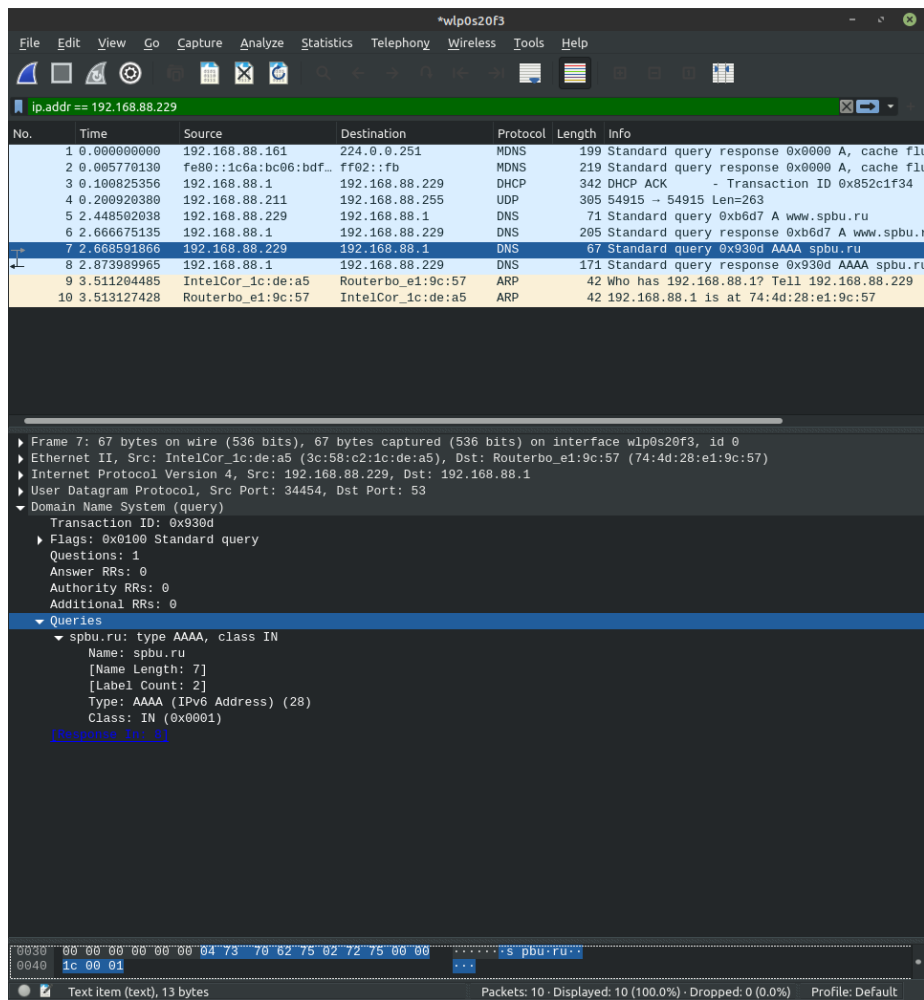 *wlp0s20f3
File Edit View Go Capture Analyze Statistics Telephony Wireless Tools Help
ip.addr == 192.168.88.229
No. Time Source Destination Protocol Length Info
1 0.000000000 192.168.88.161 224.0.0.251 MDNS 199 Standard query response 0x0000 A, cache flu
2 0.005770130 fe80::1c6a:bc06:bdf… ff02::fb MDNS 219 Standard query response 0x0000 A, cache flu
3 0.100825356 192.168.88.1 192.168.88.229 DHCP 342 DHCP ACK - Transaction ID 0x852c1f34
4 0.200920380 192.168.88.211 192.168.88.255 UDP 305 54915 → 54915 Len=263
5 2.448502038 192.168.88.229 192.168.88.1 DNS 71 Standard query 0xb6d7 A www.spbu.ru
6 2.666675135 192.168.88.1 192.168.88.229 DNS 205 Standard query response 0xb6d7 A www.spbu.r
7 2.668591866 192.168.88.229 192.168.88.1 DNS 67 Standard query 0x930d AAAA spbu.ru
8 2.873989965 192.168.88.1 192.168.88.229 DNS 171 Standard query response 0x930d AAAA spbu.ru
9 3.511204485 IntelCor_1c:de:a5 Routerbo_e1:9c:57 ARP 42 Who has 192.168.88.1? Tell 192.168.88.229
10 3.513127428 Routerbo_e1:9c:57 IntelCor_1c:de:a5 ARP 42 192.168.88.1 is at 74:4d:28:e1:9c:57
Frame 7: 67 bytes on wire (536 bits), 67 bytes captured (536 bits) on interface wlp0s20f3, id 0
Ethernet II, Src: IntelCor_1c:de:a5 (3c:58:c2:1c:de:a5), Dst: Routerbo_e1:9c:57 (74:4d:28:e1:9c:57)
Internet Protocol Version 4, Src: 192.168.88.229, Dst: 192.168.88.1
User Datagram Protocol, Src Port: 34454, Dst Port: 53
Domain Name System (query)
Transaction ID: 0x930d
Flags: 0x0100 Standard query
Questions: 1
Answer RRs: 0
Authority RRs: 0
Additional RRs: 0
Queries
spbu.ru: type AAAA, class IN
Name: spbu.ru
[Name Length: 7]
[Label Count: 2]
Type: AAAA (IPv6 Address) (28)
Class: IN (0x0001)
[Response In: 8]
0030 00 00 00 00 00 00 04 73 70 62 75 02 72 75 00 00 ·······s pbu·ru··
0040 1c 00 01 ···
Text item (text), 13 bytes Packets: 10 · Displayed: 10 (100.0%) · Dropped: 0 (0.0%) Profile: Default